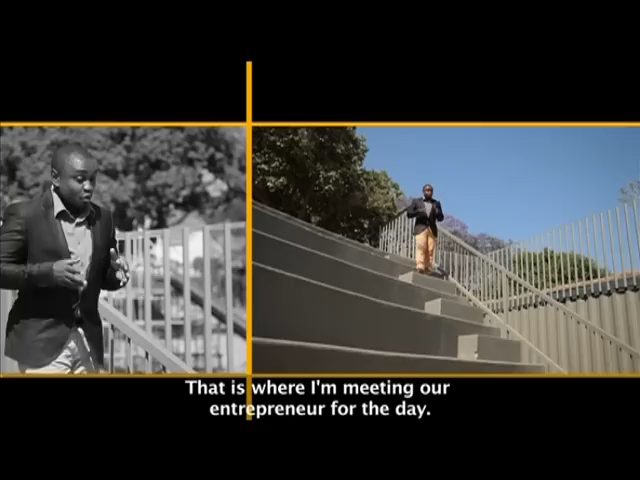 That is where I'm meeting our
entrepreneur for the day.